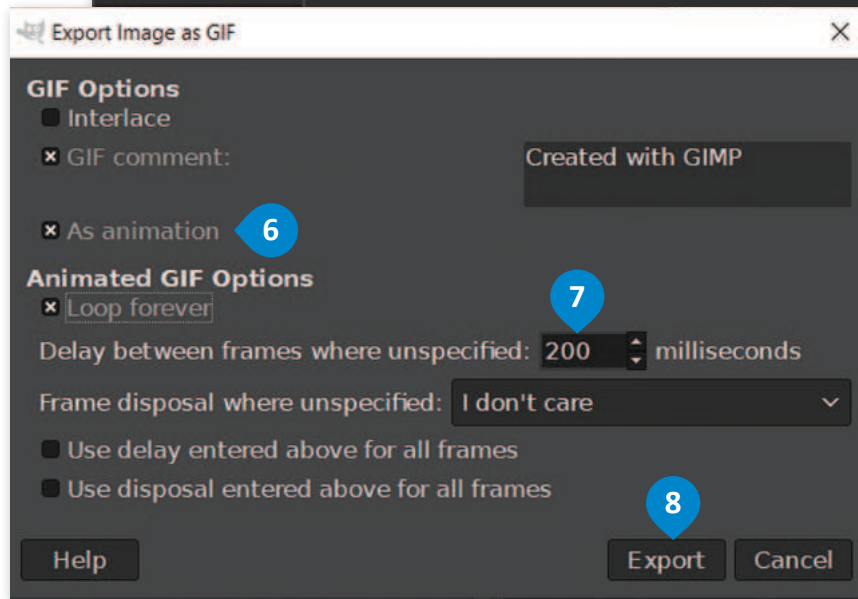 Export Image as GIF
GIF Options
Interlace
GIF comment:
Created with GIMP
As animation
6
Animated GIF Options
Loop forever
7
Delay between frames where unspecified: 200 milliseconds
Frame disposal where unspecified: I don't care
Use delay entered above for all frames
Use disposal entered above for all frames
8
Help
Export
Cancel